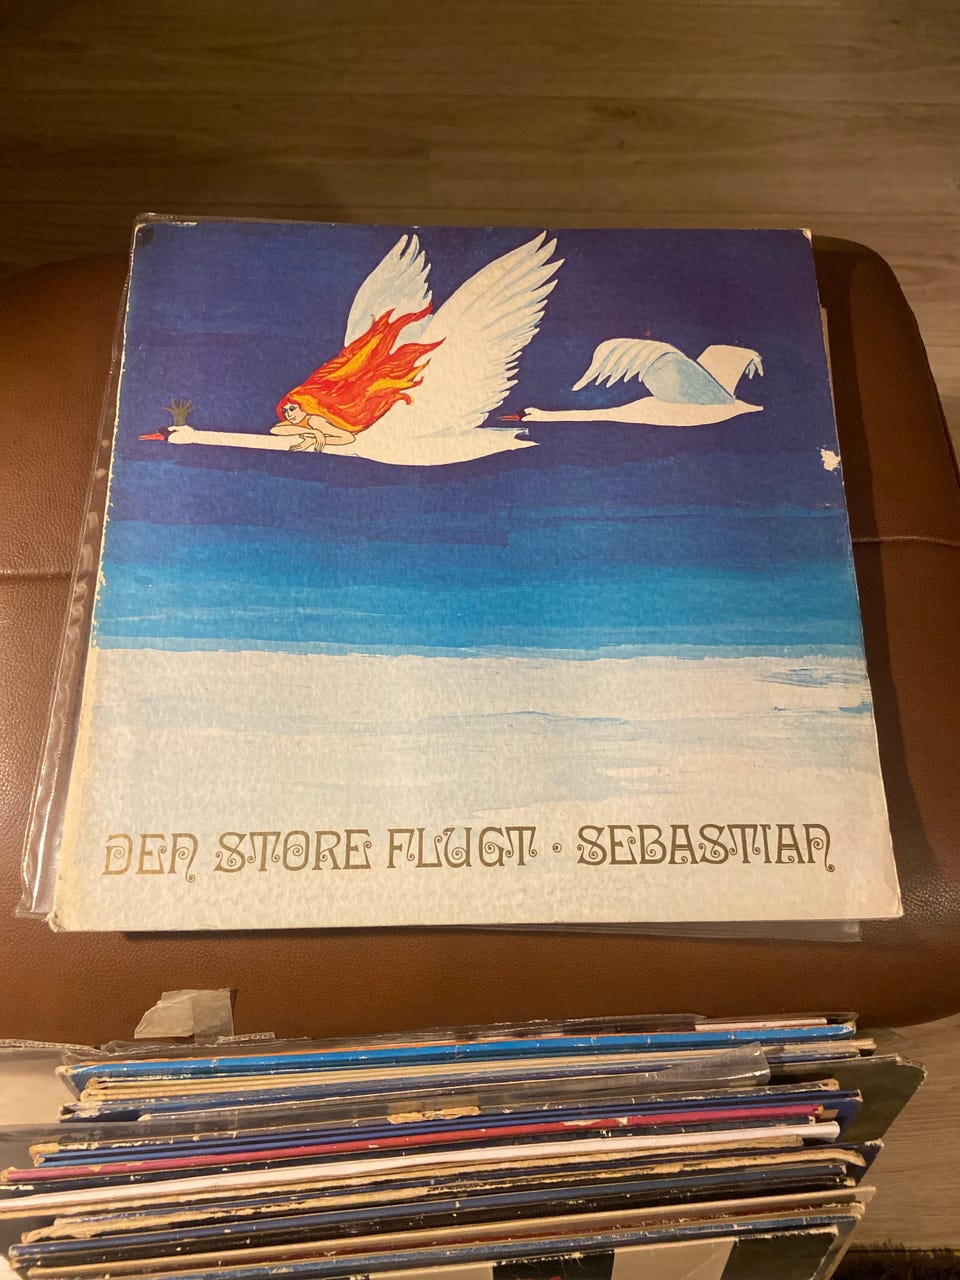 DEN STORE FLUGT · SEBASTIAN